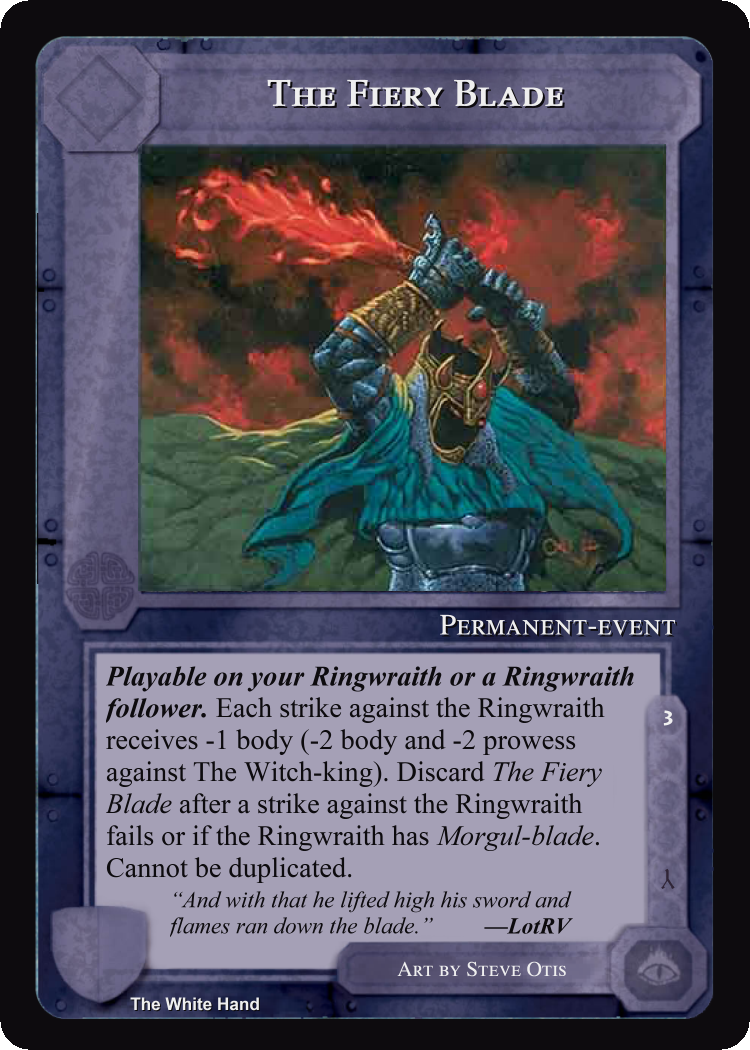 The Fiery Blade
Permanent-event
Playable on your Ringwraith or a Ringwraith
follower. Each strike against the Ringwraith
receives -1 body (-2 body and -2 prowess
against The Witch-king). Discard The Fiery
Blade after a strike against the Ringwraith
fails or if the Ringwraith has Morgul-blade.
Cannot be duplicated.
3
“And with that he lifted high his sword and
flames ran down the blade.” —LotRV
Art by Steve Otis
The White Hand